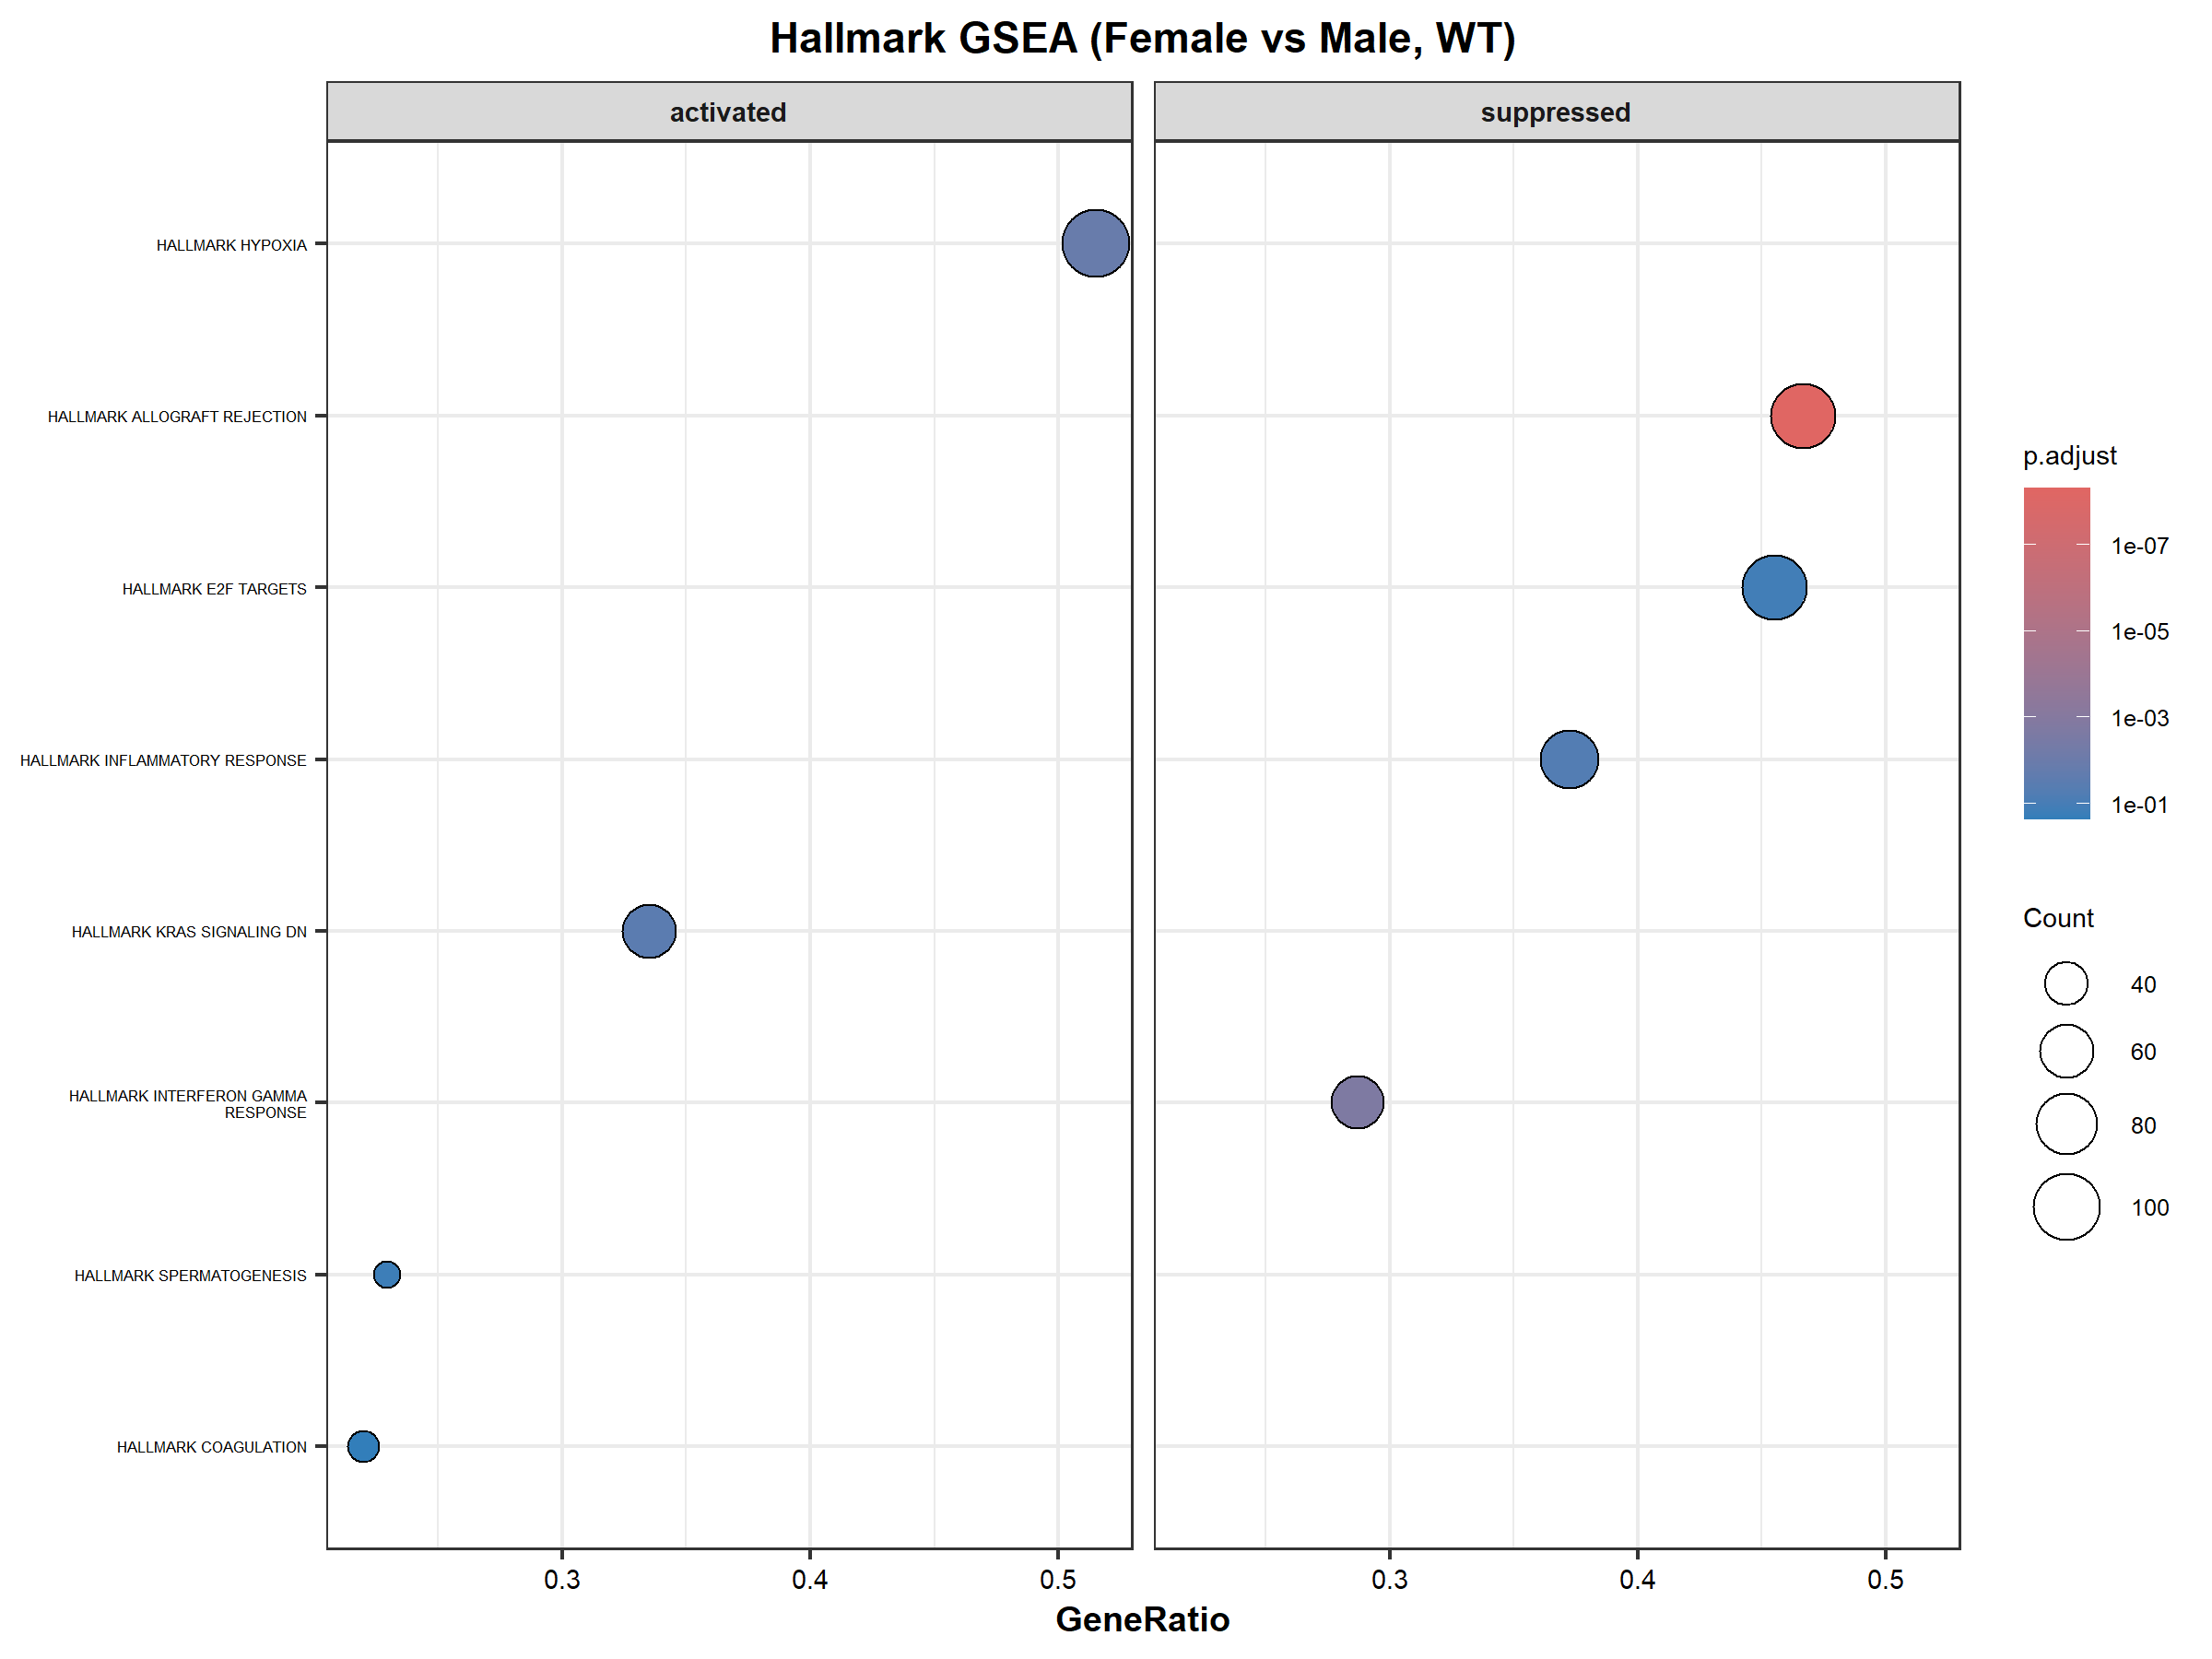 Hallmark GSEA (Female vs Male, WT)
activated
suppressed
HALLMARK HYPOXIA
HALLMARK ALLOGRAFT REJECTION
HALLMARK E2F TARGETS
HALLMARK INFLAMMATORY RESPONSE
HALLMARK KRAS SIGNALING DN
HALLMARK INTERFERON GAMMA
RESPONSE
HALLMARK SPERMATOGENESIS
HALLMARK COAGULATION
0.3
0.4
0.5
0.3
0.4
0.5
GeneRatio
p.adjust
1e-07
1e-05
1e-03
1e-01
Count
40
60
80
100